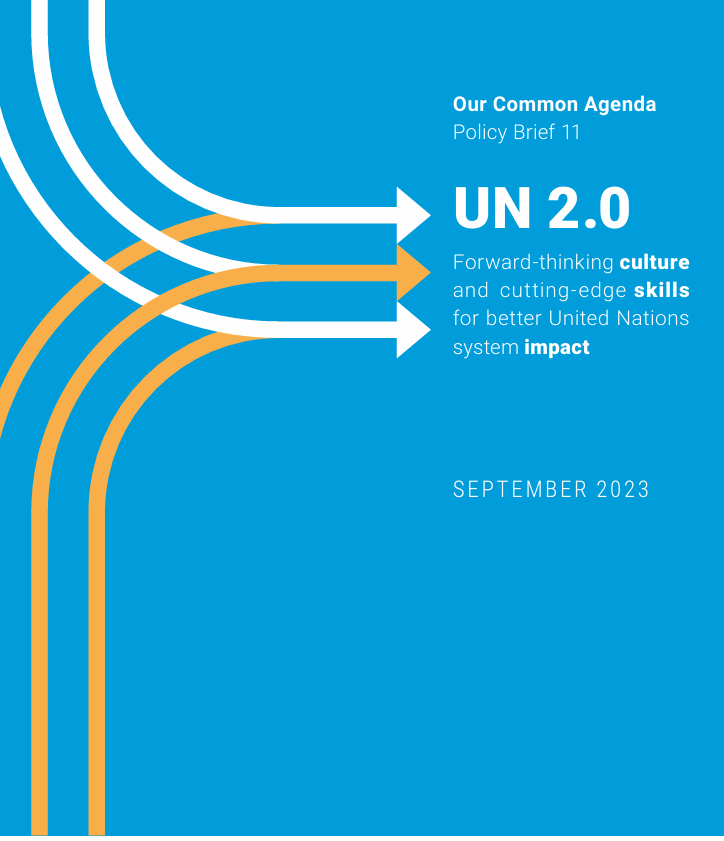 Our Common Agenda
Policy Brief 11
UN 2.0
Forward-thinking culture
and cutting-edge skills
for better United Nations
system impact
SEPTEMBER 2023